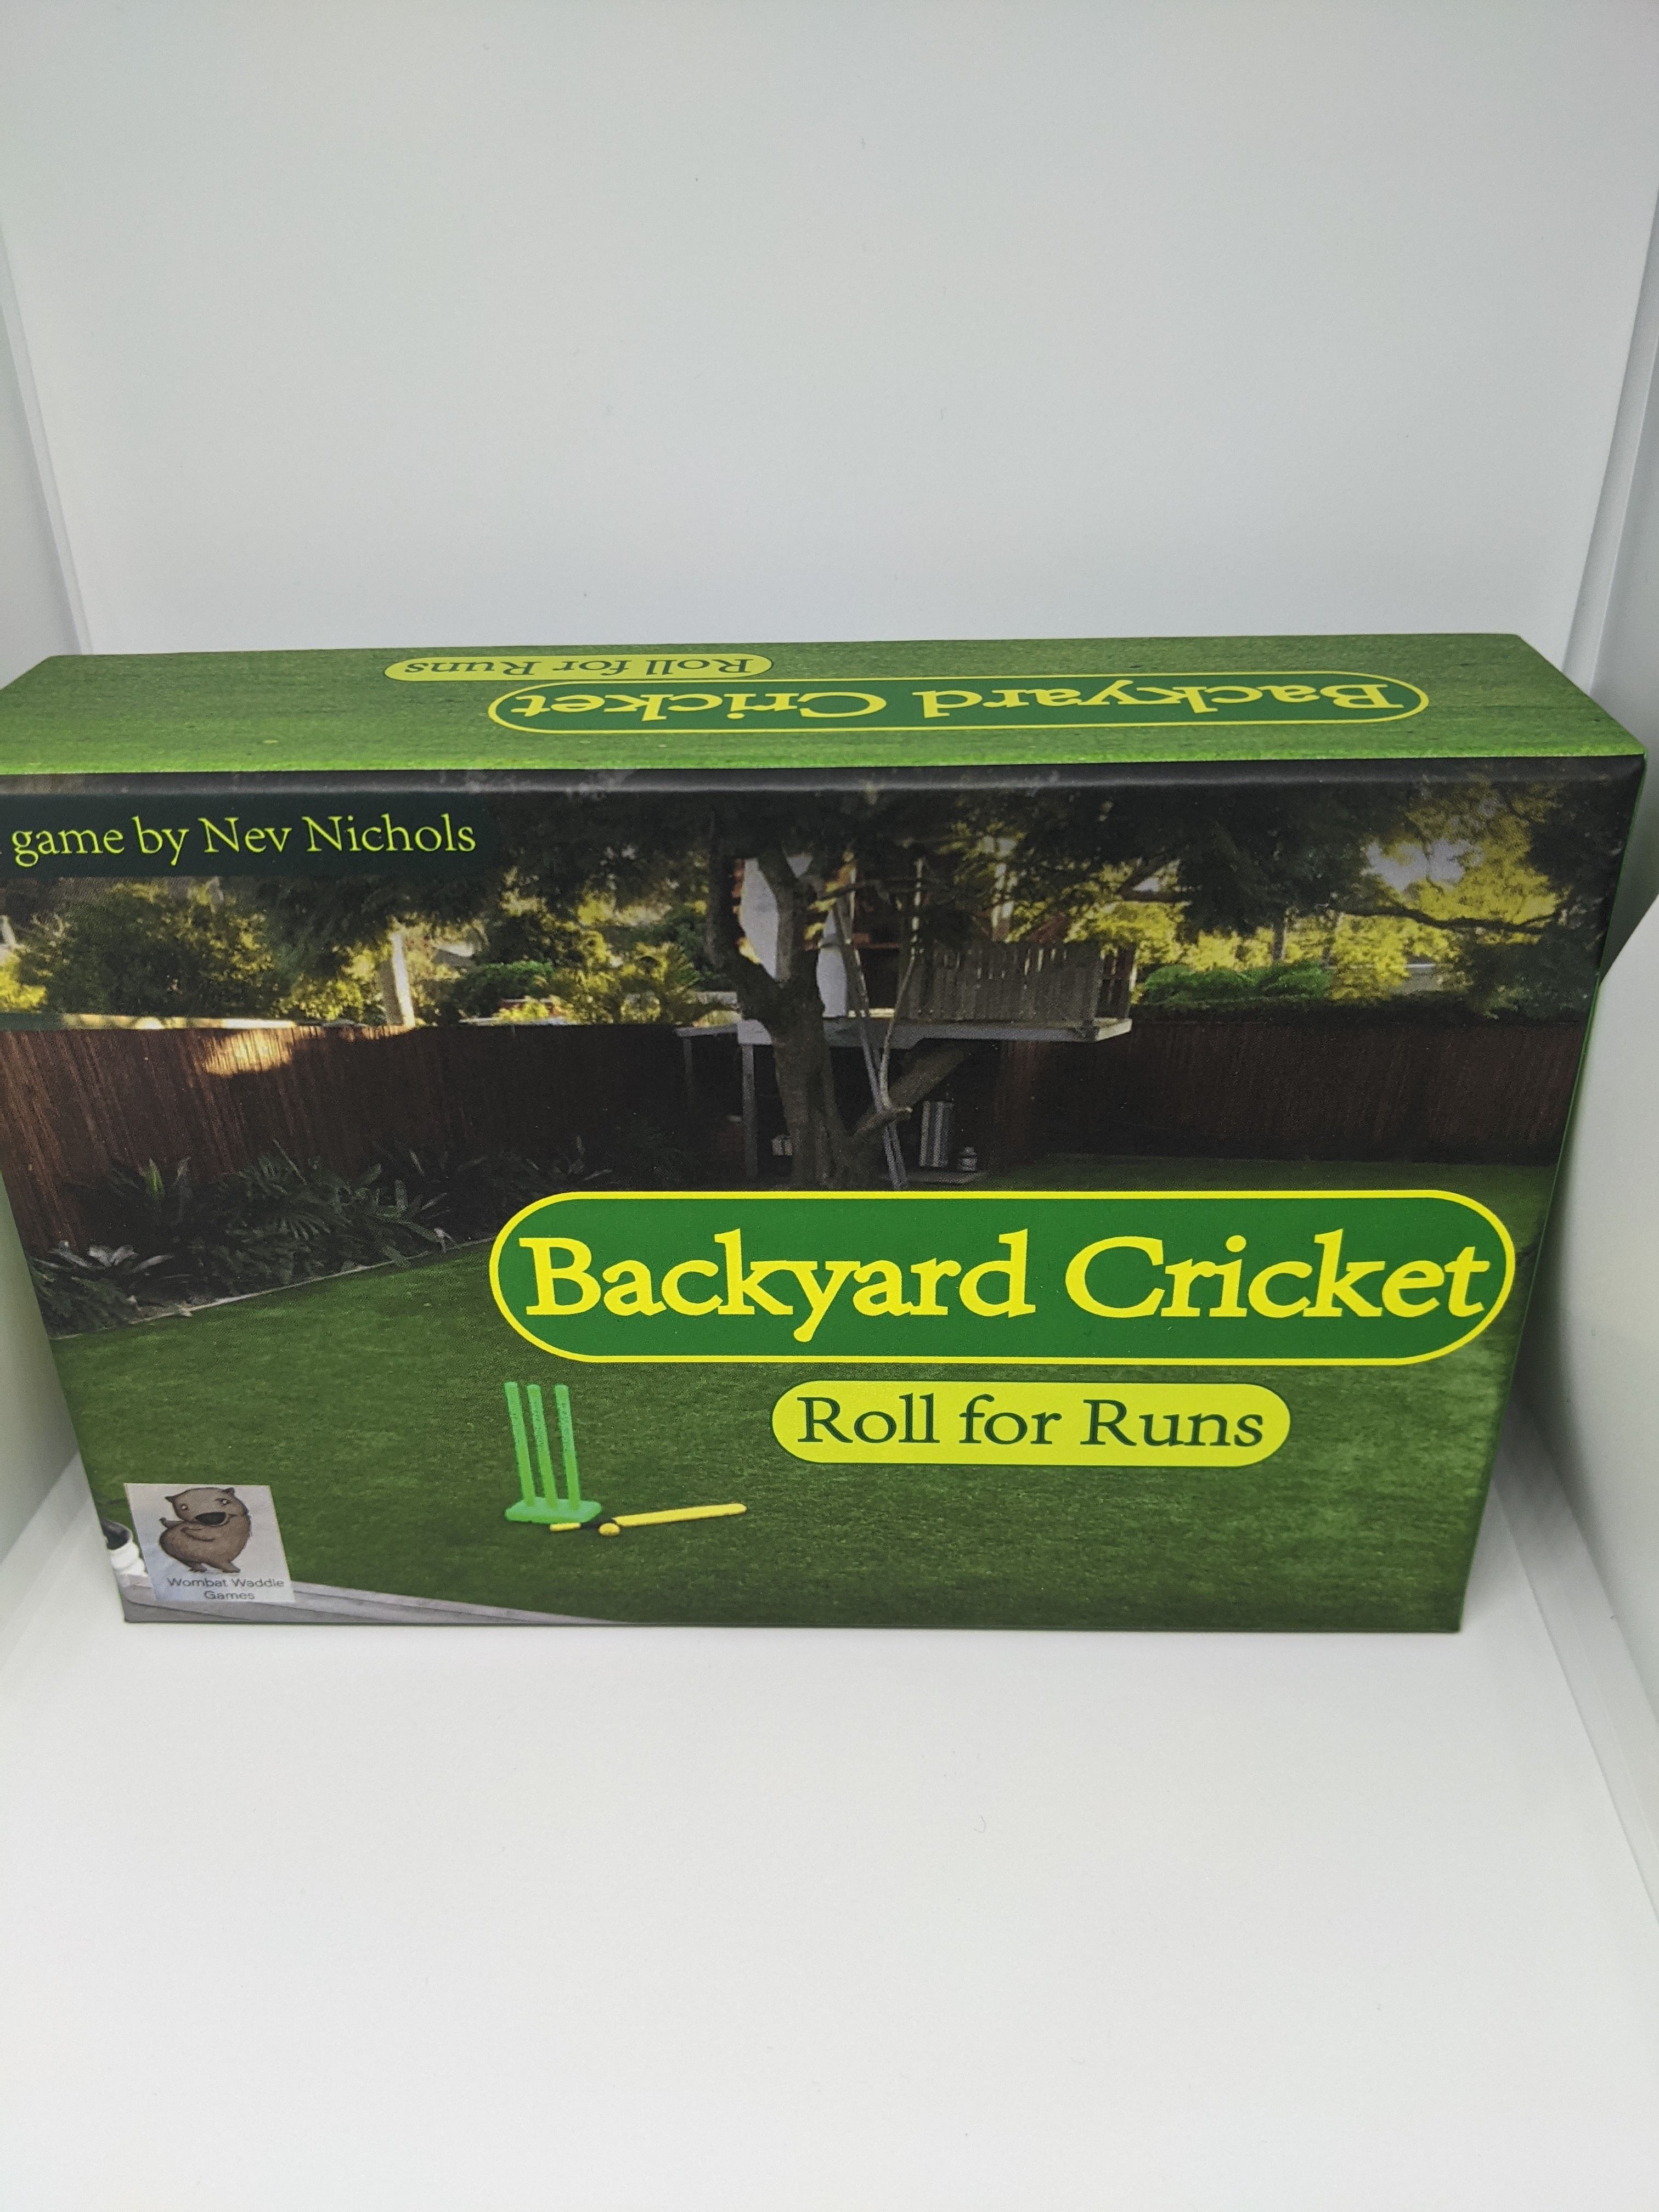 Roll for Runs
Backyard Cricket
game by Nev Nichols
Backyard Cricket
Roll for Runs
Wombat Waddle
Games